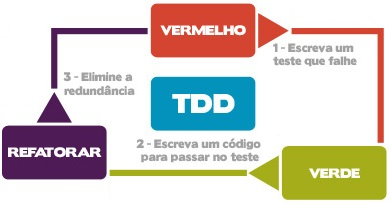 VERMELHO
1 - Escreva um
teste que falhe
3 - Elimine a
redundância
TDD
2 - Escreva um código
para passar no teste
REFATORAR
VERDE